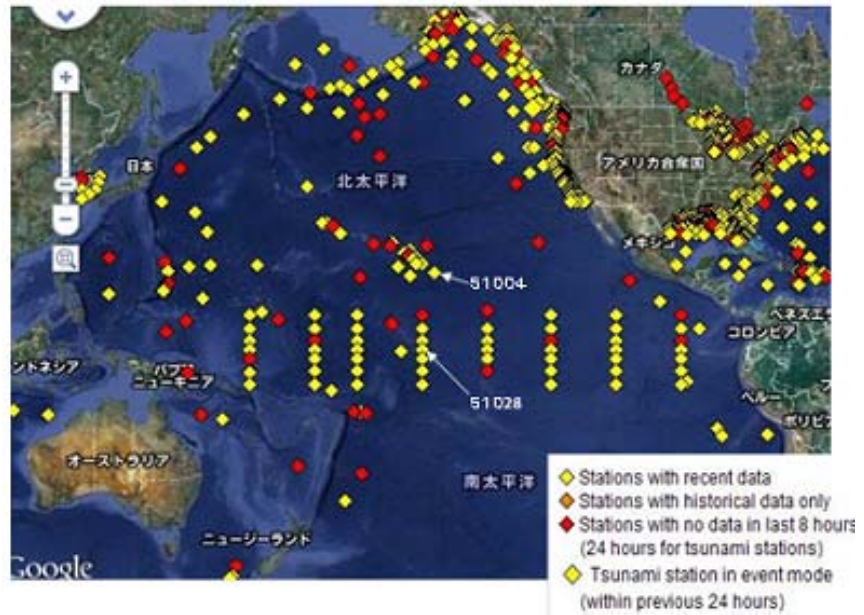 カナダ
日本
北太平洋
アメリカ合衆国
メキシコ
51004
ベネズエラ
コロンビア
ンドネシア
パプア
ニューギニア
51028
ペルー
ボリビア
オーストラリア
南太平洋
ニュージーランド
Google
Stations with recent data
Stations with historical data only
Stations with no data in last 8 hours
(24 hours for tsunami stations)
Tsunami station in event mode
(within previous 24 hours)